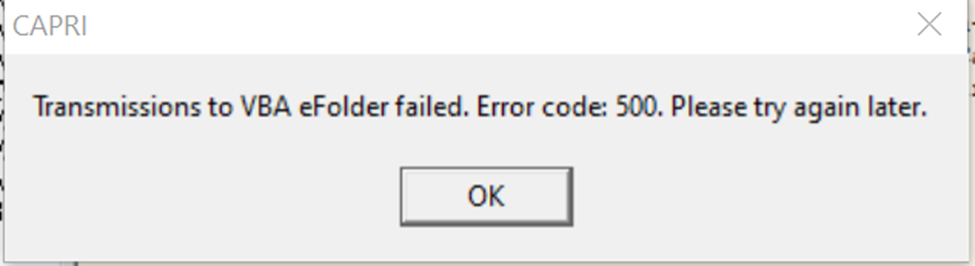 CAPRI
Transmissions to VBA eFolder failed. Error code: 500. Please try again later.
OK